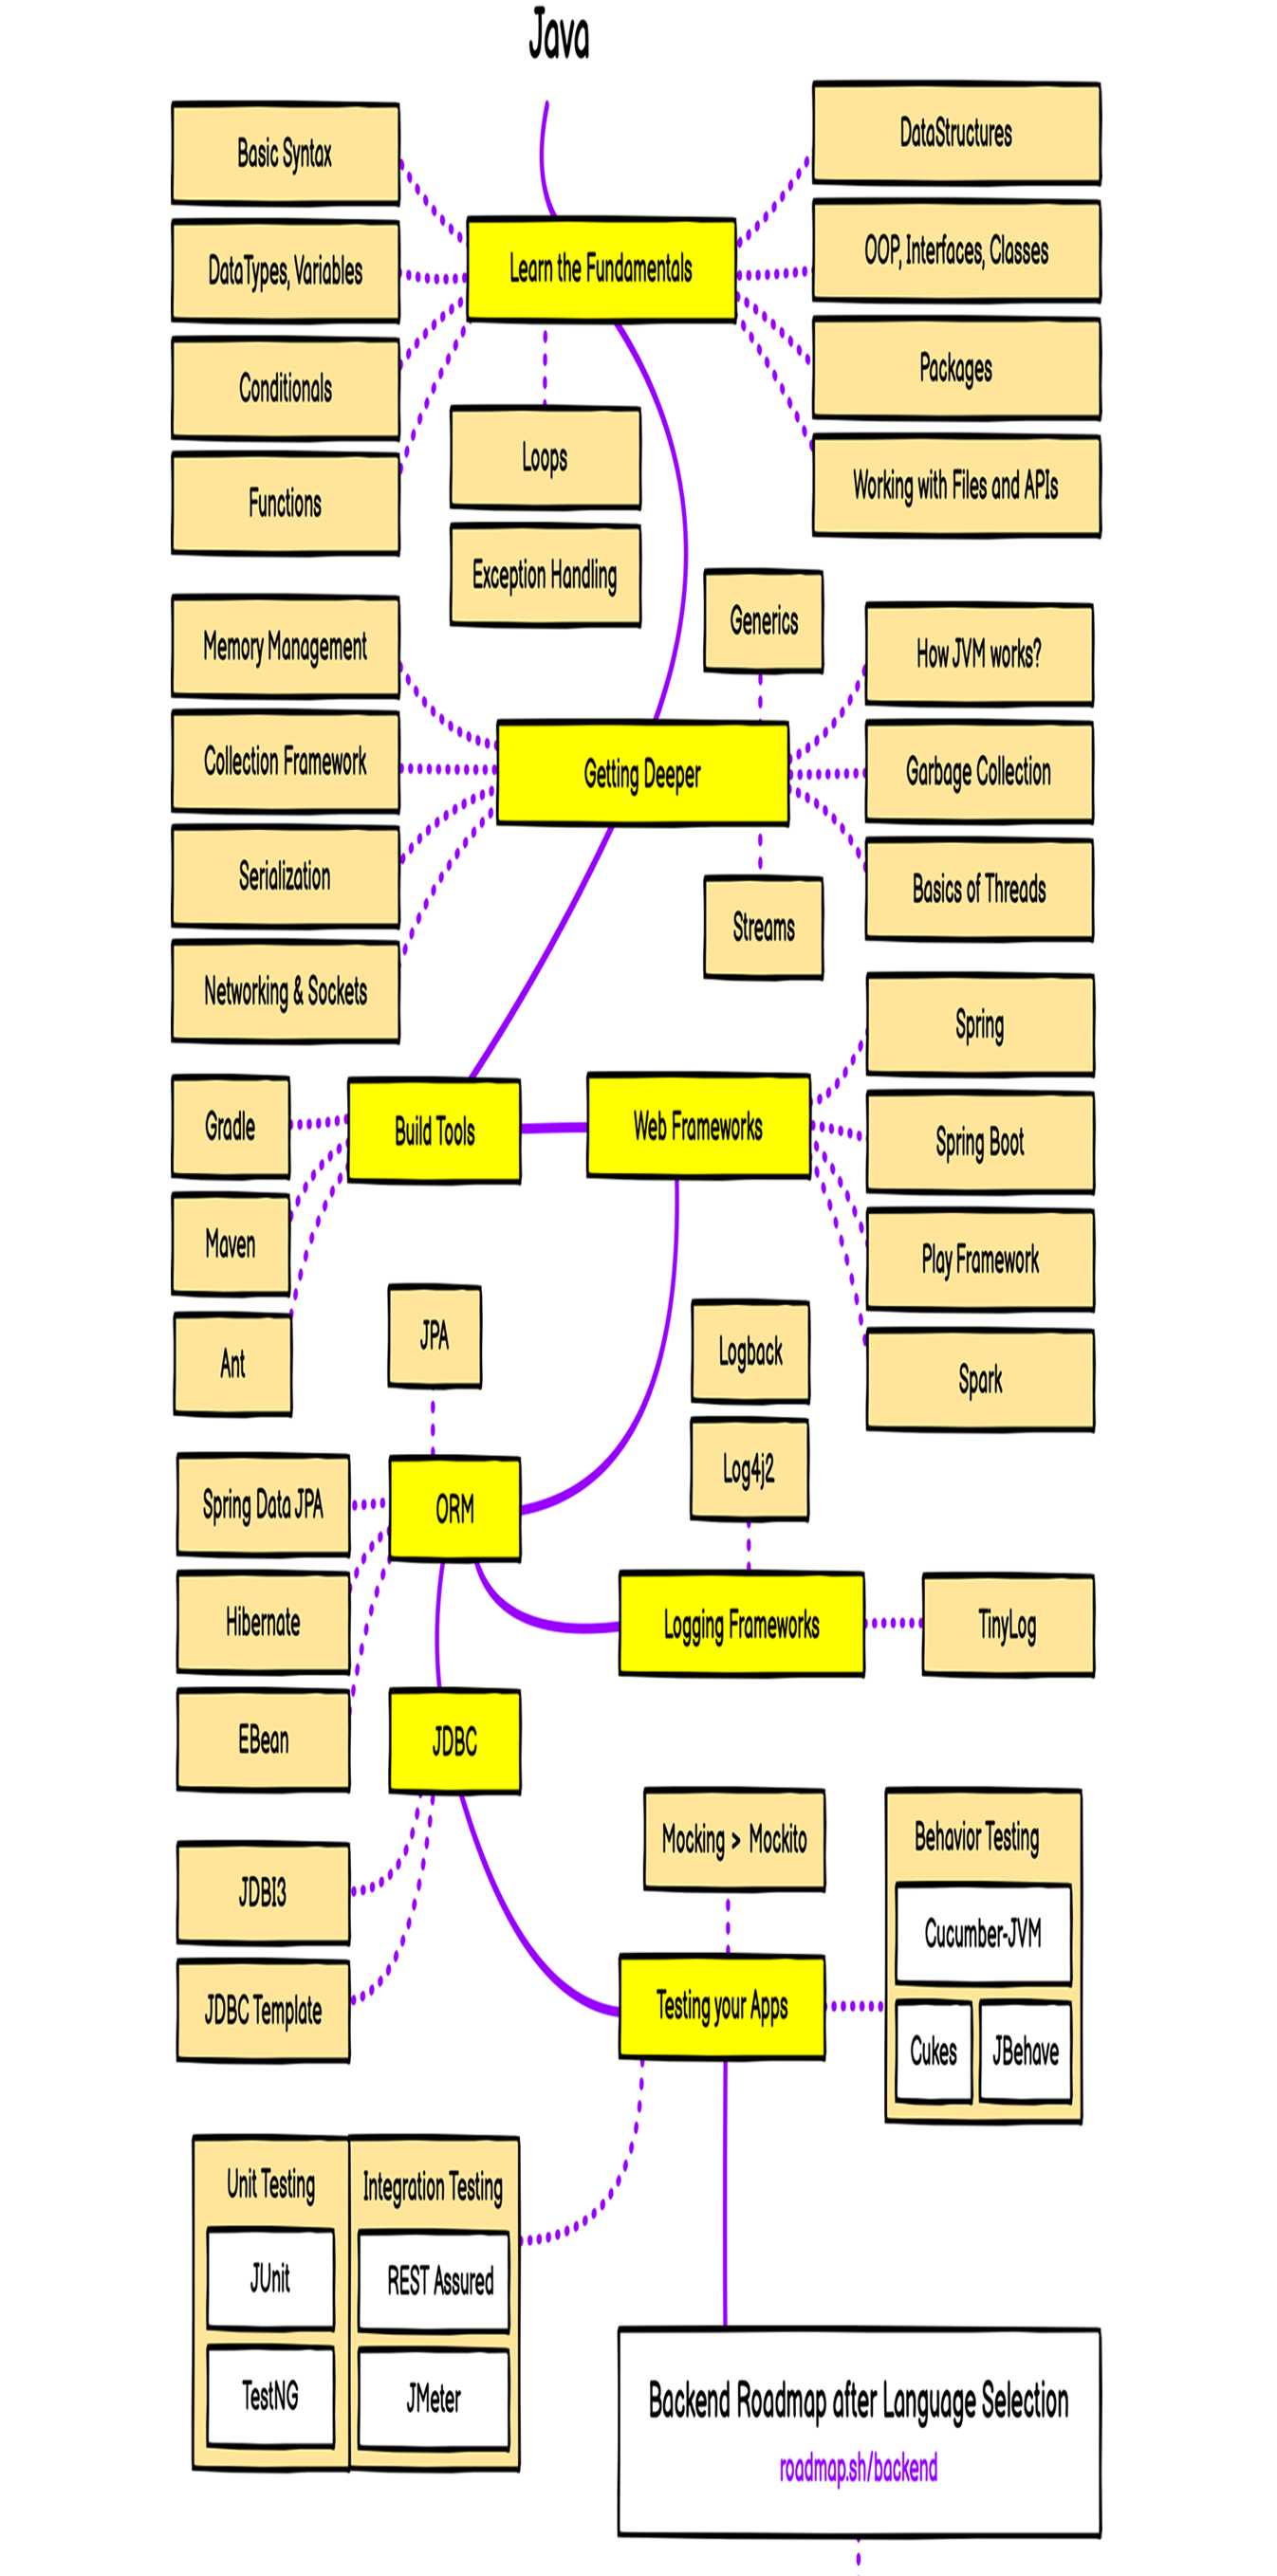 Java
Basic Syntax
DataTypes, Variables
Conditionals
Functions
Learn the Fundamentals
Loops
Exception Handling
DataStructures
OOP, Interfaces, Classes
Packages
Working with Files and APIs
Memory Management
Collection Framework
Serialization
Networking & Sockets
Generics
Getting Deeper
Streams
How JVM works?
Garbage Collection
Basics of Threads
Gradle
Maven
Ant
Build Tools
Web Frameworks
Spring
Spring Boot
Play Framework
Spark
JPA
Spring Data JPA
Hibernate
EBean
ORM
Logback
Log4j2
Logging Frameworks
TinyLog
JDBC
JDBI3
JDBC Template
Mocking > Mockito
Testing your Apps
Behavior Testing
Cucumber-JVM
Cukes
JBehave
Unit Testing
JUnit
TestNG
Integration Testing
REST Assured
JMeter
Backend Roadmap after Language Selection
roadmap.sh/backend